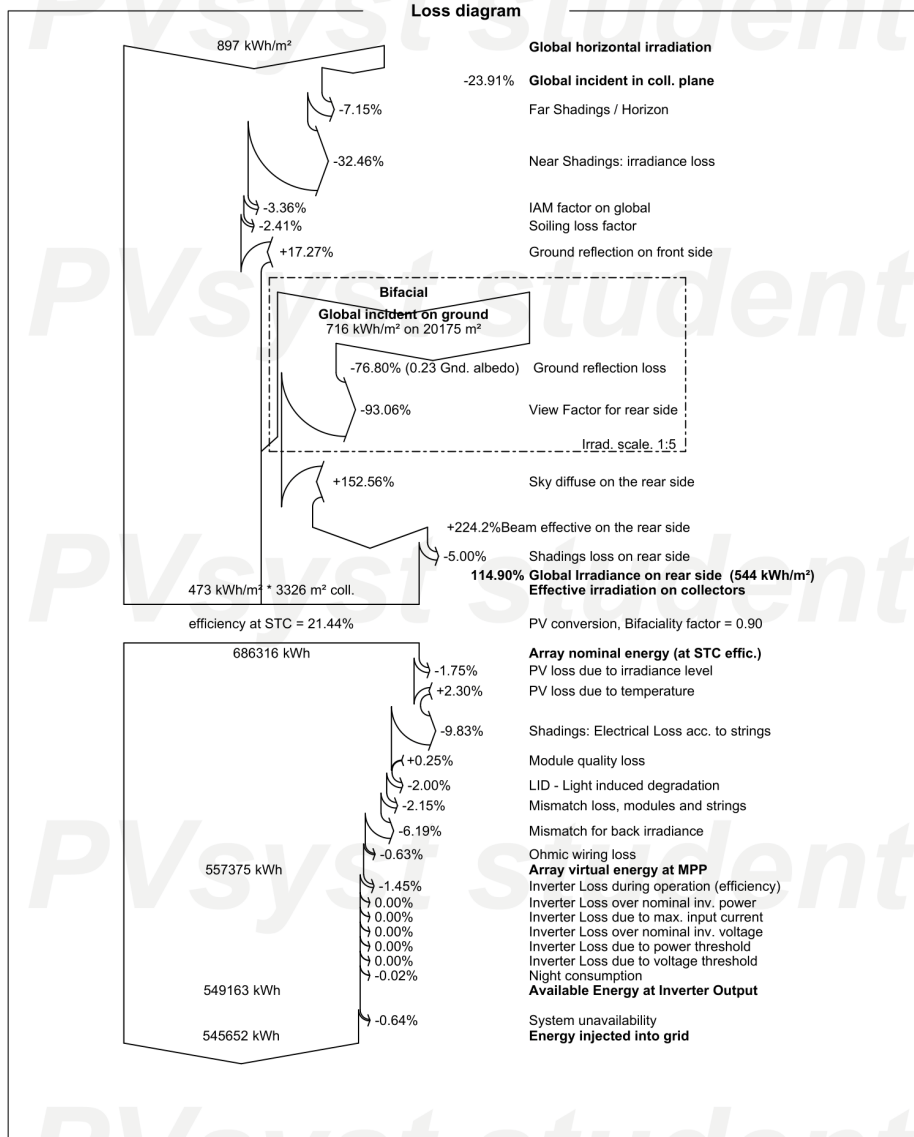 Loss diagram
897 kWh/m² Global horizontal irradiation
-23.91% Global incident in coll. plane
-7.15% Far Shadings / Horizon
-32.46% Near Shadings: irradiance loss
-3.36% IAM factor on global
-2.41% Soiling loss factor
+17.27% Ground reflection on front side
PVsyst student
Bifacial
Global incident on ground
716 kWh/m² on 20175 m²
-76.80% (0.23 Gnd. albedo) Ground reflection loss
-93.06% View Factor for rear side
Irrad. scale. 1:5
+152.56% Sky diffuse on the rear side
+224.2% Beam effective on the rear side
-5.00% Shadings loss on rear side
PVsyst student
114.90% Global Irradiance on rear side (544 kWh/m²)
473 kWh/m² * 3326 m² coll. Effective irradiation on collectors
efficiency at STC = 21.44% PV conversion, Bifaciality factor = 0.90
686316 kWh Array nominal energy (at STC effic.)
-1.75% PV loss due to irradiance level
+2.30% PV loss due to temperature
-9.83% Shadings: Electrical Loss acc. to strings
+0.25% Module quality loss
-2.00% LID - Light induced degradation
-2.15% Mismatch loss, modules and strings
-6.19% Mismatch for back irradiance
-0.63% Ohmic wiring loss
PVsyst student
557375 kWh Array virtual energy at MPP
-1.45% Inverter Loss during operation (efficiency)
0.00% Inverter Loss over nominal inv. power
0.00% Inverter Loss due to max. input current
0.00% Inverter Loss over nominal inv. voltage
0.00% Inverter Loss due to power threshold
0.00% Inverter Loss due to voltage threshold
-0.02% Night consumption
549163 kWh Available Energy at Inverter Output
-0.64% System unavailability
545652 kWh Energy injected into grid